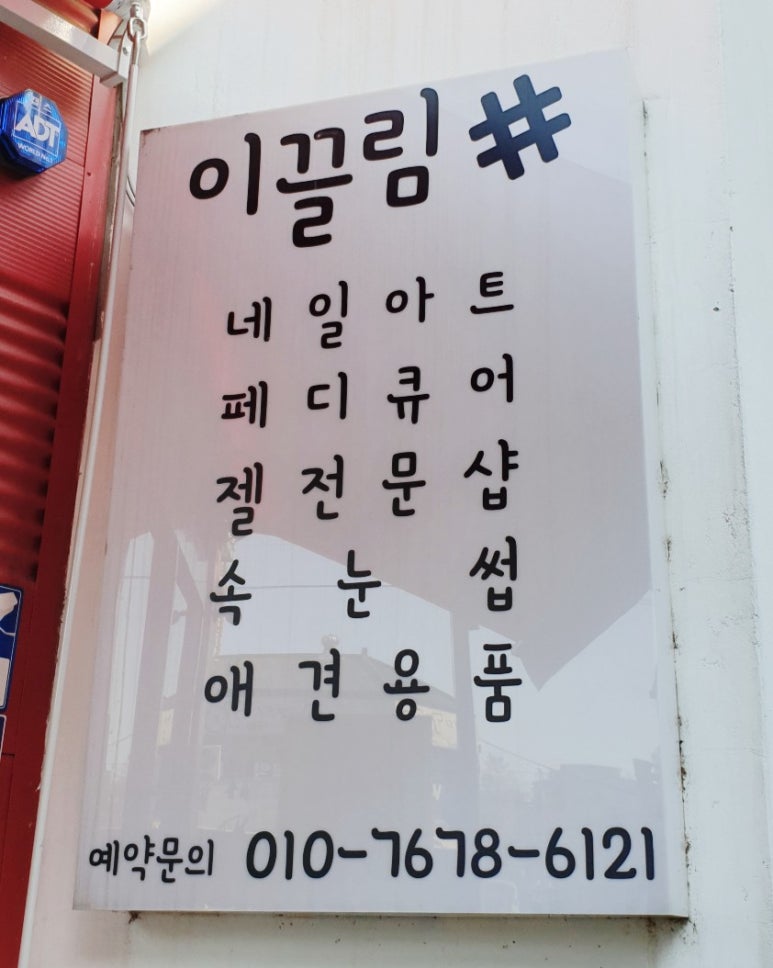 이끌림#
네일아트
페디큐어
젤전문샵
속눈썹
애견용품
예약문의 010-7678-6121
ADT